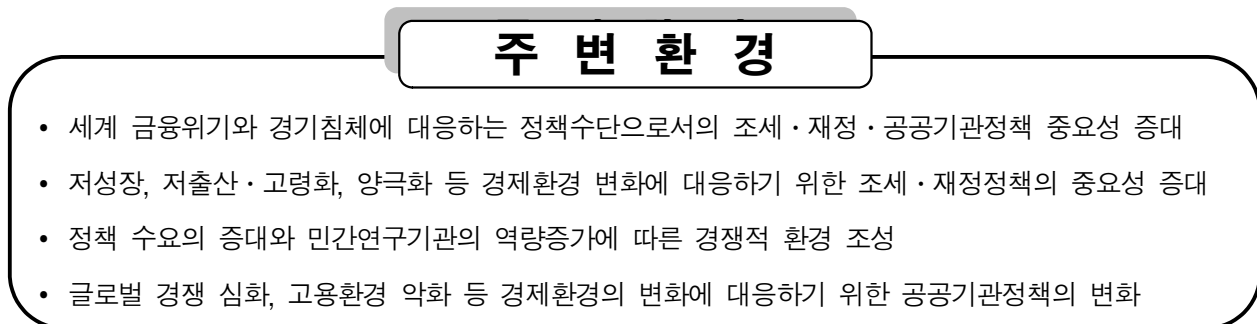 주 변 환 경
• 세계 금융위기와 경기침체에 대응하는 정책수단으로서의 조세・재정・공공기관정책 중요성 증대
• 저성장, 저출산・고령화, 양극화 등 경제환경 변화에 대응하기 위한 조세・재정정책의 중요성 증대
• 정책 수요의 증대와 민간연구기관의 역량증가에 따른 경쟁적 환경 조성
• 글로벌 경쟁 심화, 고용환경 악화 등 경제환경의 변화에 대응하기 위한 공공기관정책의 변화